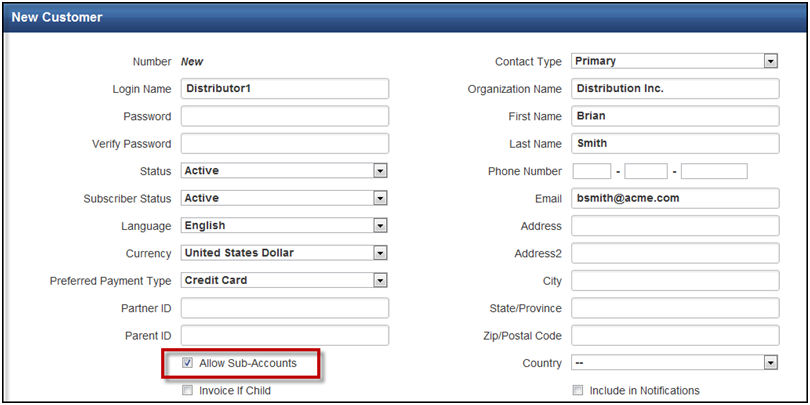 New Customer
Number New
Contact Type Primary
Login Name Distributor1
Organization Name Distribution Inc.
Password
First Name Brian
Verify Password
Last Name Smith
Status Active
Phone Number - -
Subscriber Status Active
Email bsmith@acme.com
Language English
Address
Currency United States Dollar
Address2
Preferred Payment Type Credit Card
City
Partner ID
State/Province
Parent ID
Zip/Postal Code
Allow Sub-Accounts
Country --
Invoice If Child
Include in Notifications